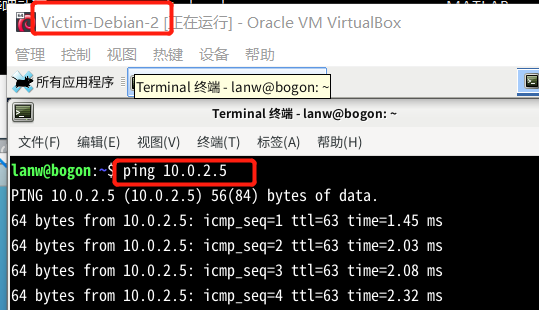 Victim-Debian-2 [正在运行] - Oracle VM VirtualBox
管理 控制 视图 热键 设备 帮助
所有应用程序
Terminal 终端 - lanw@bogon: ~
Terminal 终端 - lanw@bogon: ~
文件(F) 编辑(E) 视图(V) 终端(T) 标签(A) 帮助(H)
lanw@bogon:~$ ping 10.0.2.5
PING 10.0.2.5 (10.0.2.5) 56(84) bytes of data.
64 bytes from 10.0.2.5: icmp_seq=1 ttl=63 time=1.45 ms
64 bytes from 10.0.2.5: icmp_seq=2 ttl=63 time=2.03 ms
64 bytes from 10.0.2.5: icmp_seq=3 ttl=63 time=2.08 ms
64 bytes from 10.0.2.5: icmp_seq=4 ttl=63 time=2.32 ms